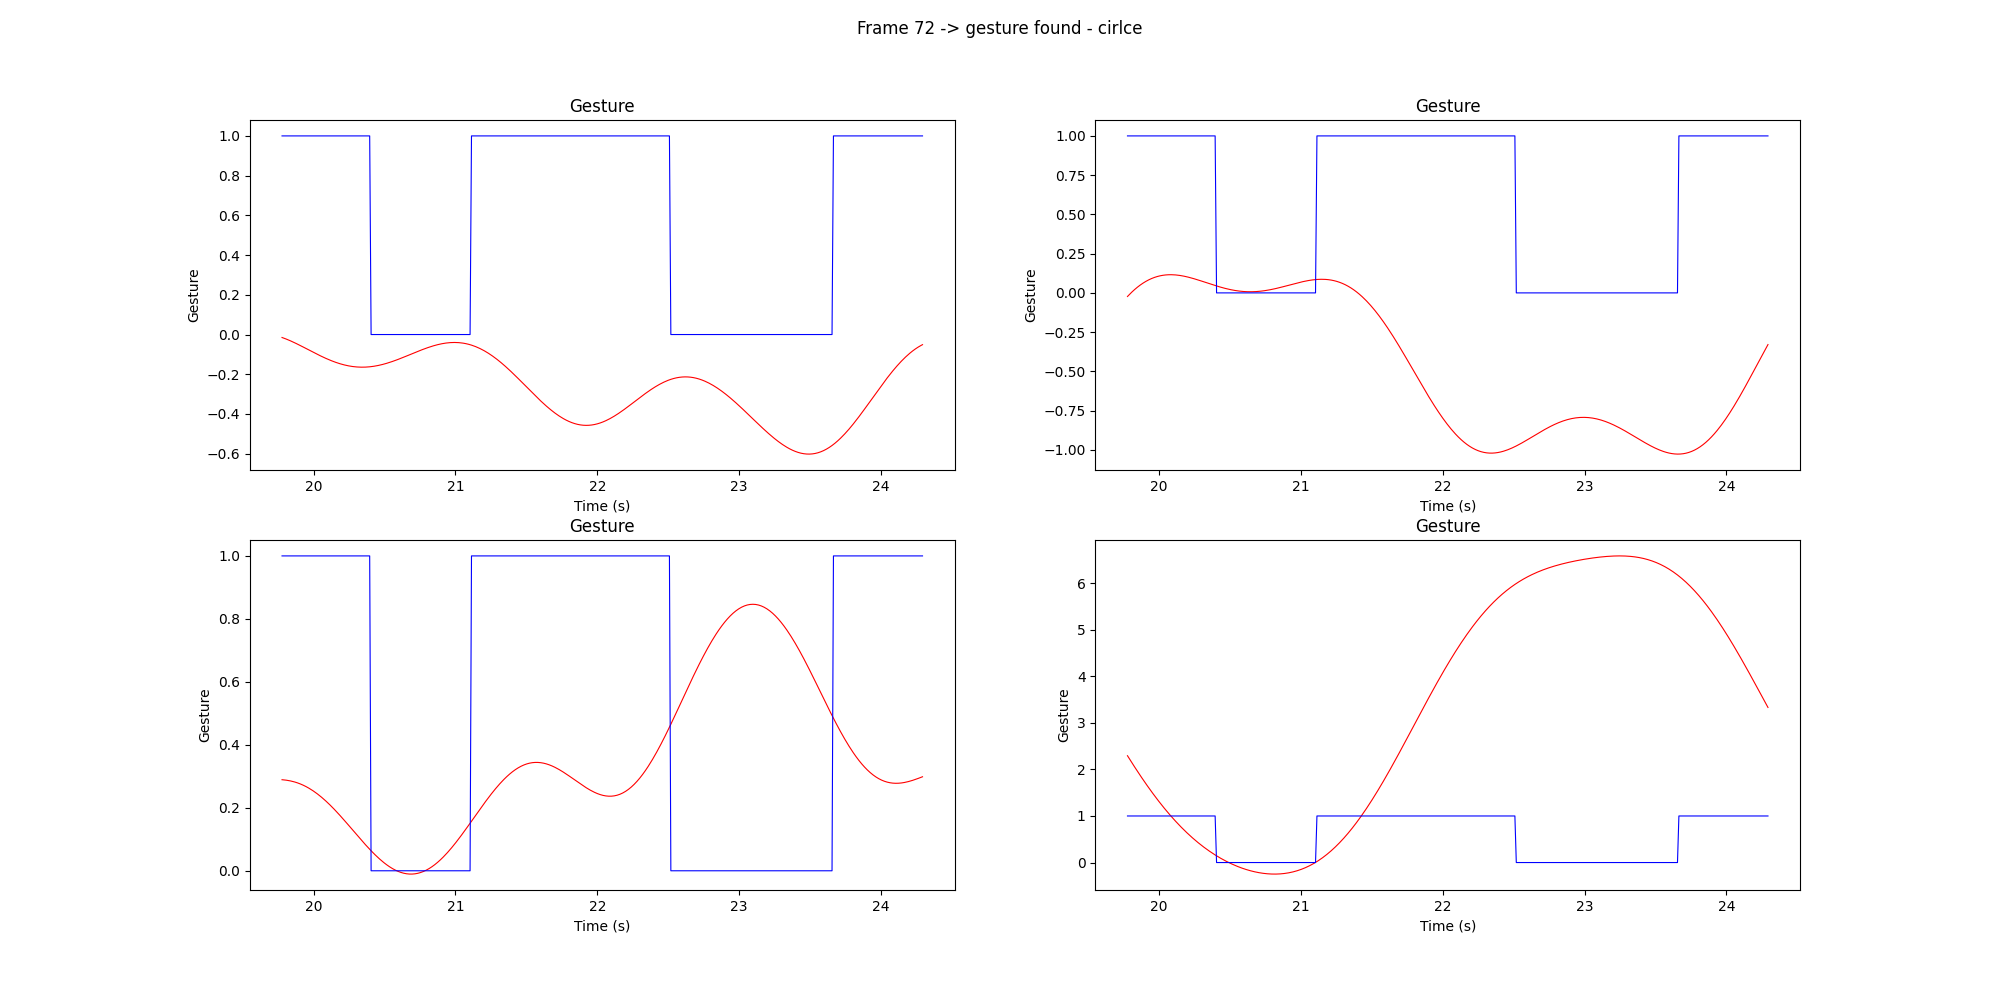 Frame 72 -> gesture found - cirlce
Gesture
1.0
0.8
0.6
0.4
0.2
0.0
−0.2
−0.4
−0.6
Gesture
20 21 22 23 24
Time (s)
Gesture
1.00
0.75
0.50
0.25
0.00
−0.25
−0.50
−0.75
−1.00
Gesture
20 21 22 23 24
Time (s)
Gesture
1.0
0.8
0.6
0.4
0.2
0.0
Gesture
20 21 22 23 24
Time (s)
Gesture
6
5
4
3
2
1
0
Gesture
20 21 22 23 24
Time (s)